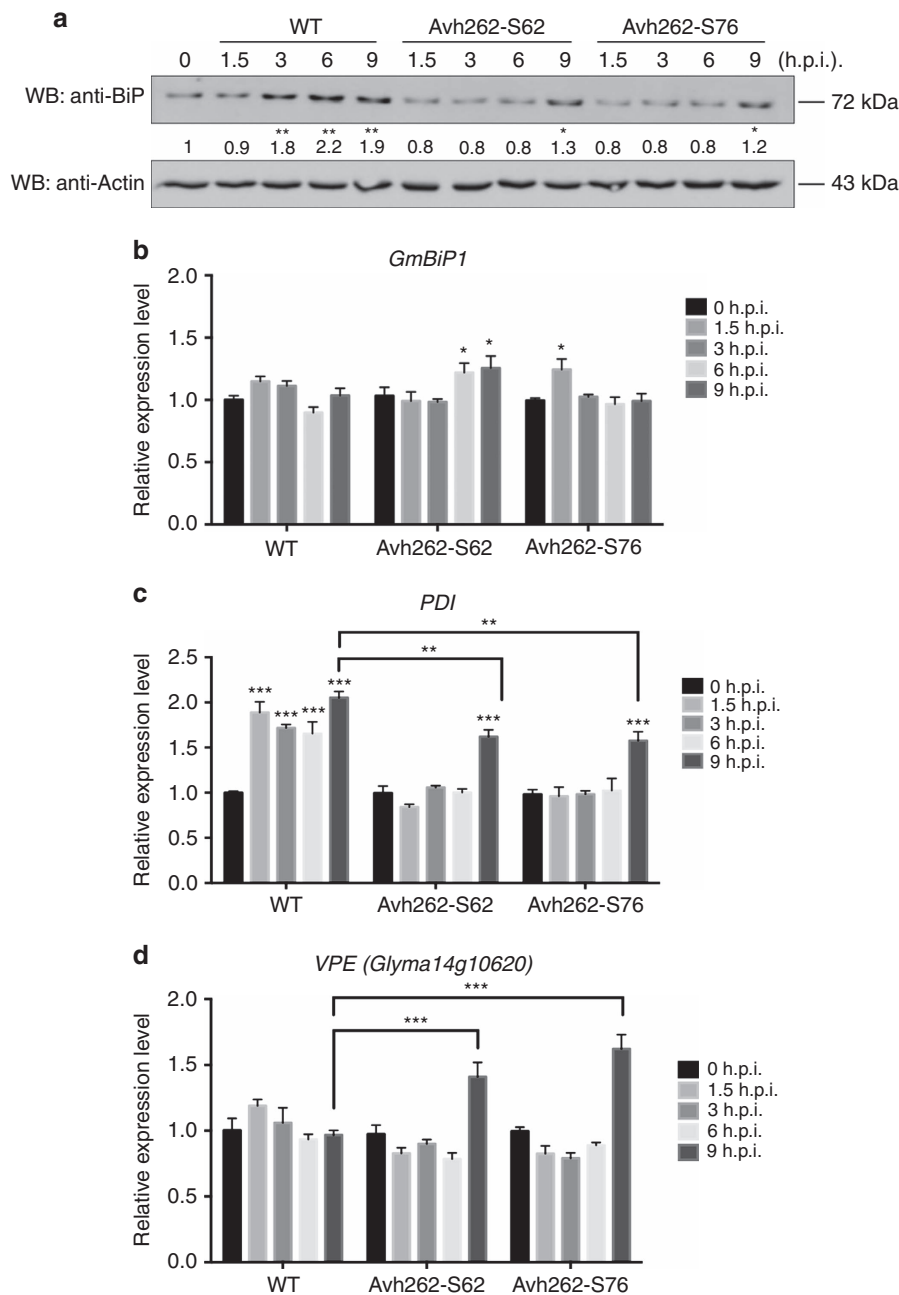 a
WT Avh262-S62 Avh262-S76
0 1.5 3 6 9 1.5 3 6 9 1.5 3 6 9 (h.p.i.).
WB: anti-BiP 72 kDa
** ** ** * *
1 0.9 1.8 2.2 1.9 0.8 0.8 0.8 1.3 0.8 0.8 0.8 1.2
WB: anti-Actin 43 kDa
b
GmBiP1
Relative expression level
2.0
1.5
1.0
0.5
0.0
* * *
WT Avh262-S62 Avh262-S76
0 h.p.i.
1.5 h.p.i.
3 h.p.i.
6 h.p.i.
9 h.p.i.
c
PDI
Relative expression level
2.5
2.0
1.5
1.0
0.5
0.0
**
**
*** *** *** *** *** ***
WT Avh262-S62 Avh262-S76
0 h.p.i.
1.5 h.p.i.
3 h.p.i.
6 h.p.i.
9 h.p.i.
d
VPE (Glyma14g10620)
Relative expression level
2.0
1.5
1.0
0.5
0.0
***
***
WT Avh262-S62 Avh262-S76
0 h.p.i.
1.5 h.p.i.
3 h.p.i.
6 h.p.i.
9 h.p.i.